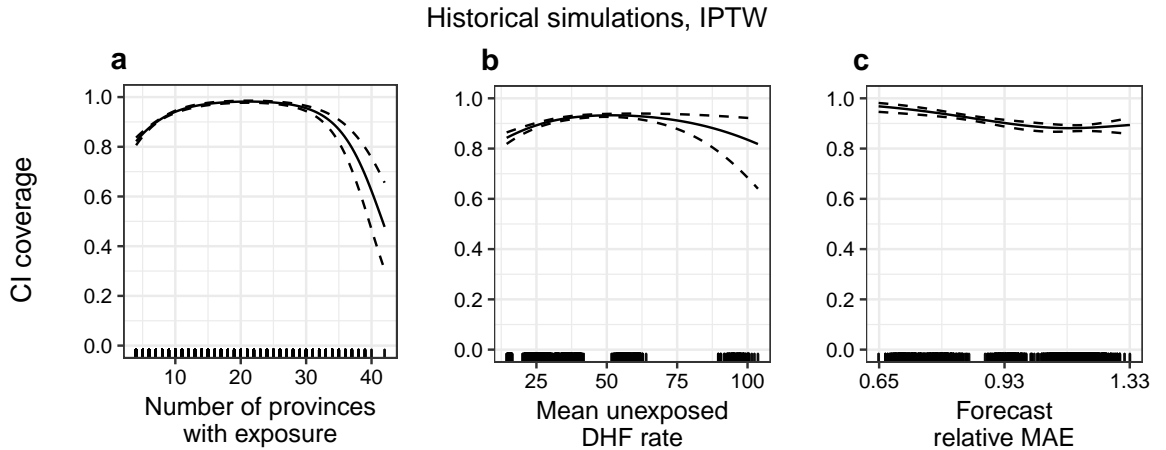 Historical simulations, IPTW
a
b
c
CI coverage
1.0
0.8
0.6
0.4
0.2
0.0
10
20
30
40
Number of provinces
with exposure
1.0
0.8
0.6
0.4
0.2
0.0
25
50
75
100
Mean unexposed
DHF rate
1.0
0.8
0.6
0.4
0.2
0.0
0.65
0.93
1.33
Forecast
relative MAE